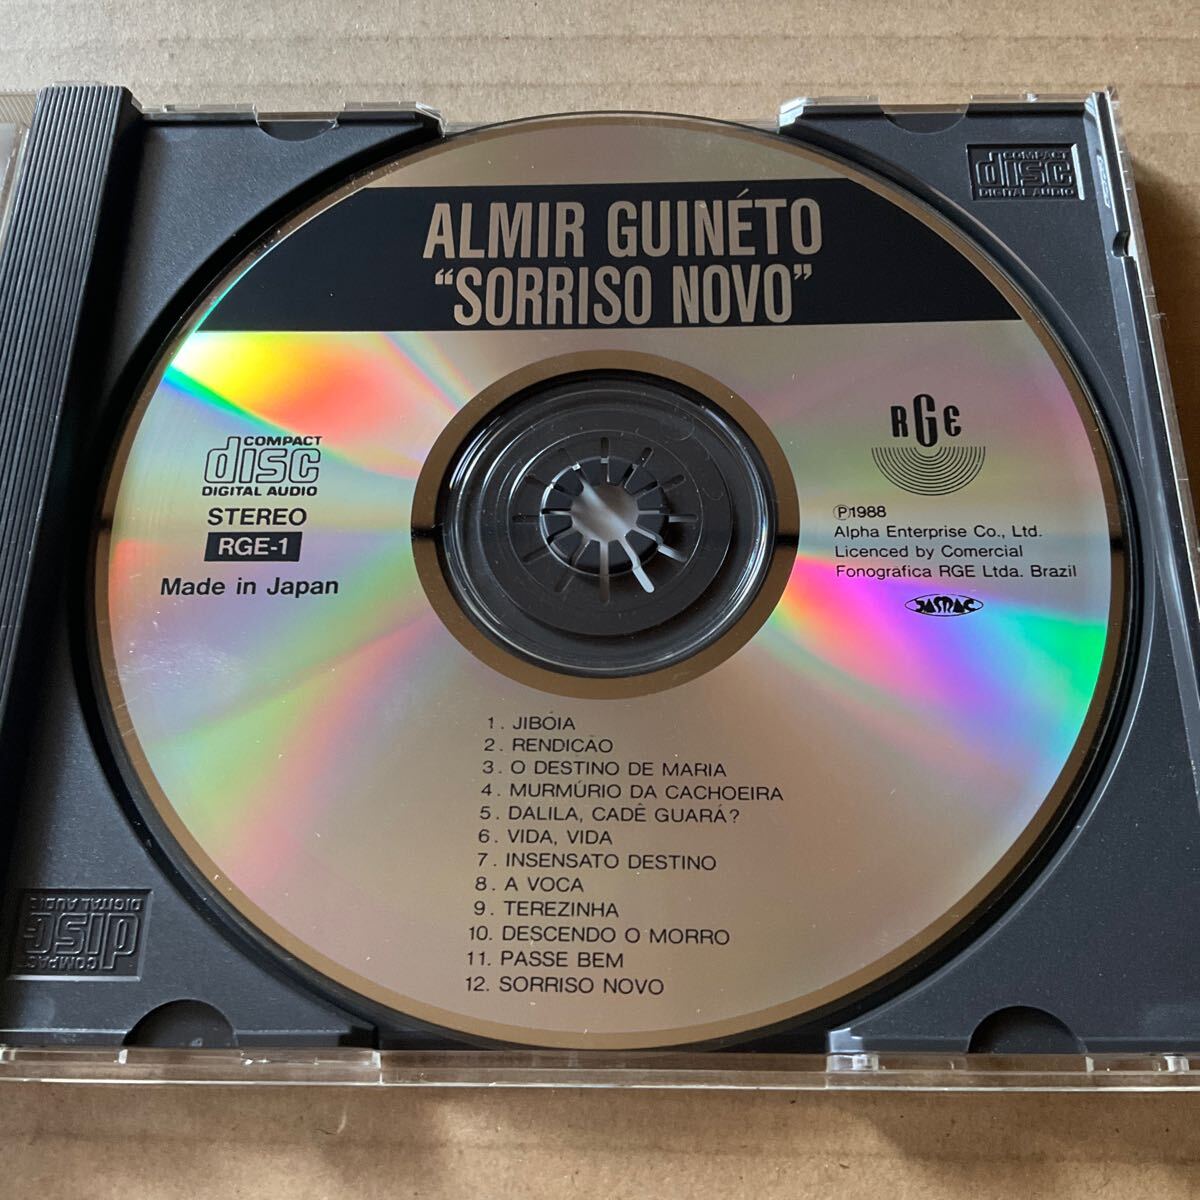 ALMIR GUINÉTO
"SORRISO NOVO"
COMPACT
disc
DIGITAL AUDIO
STEREO
RGE-1
Made in Japan
RGE
Ⓟ1988
Alpha Enterprise Co., Ltd.
Licenced by Comercial
Fonográfica RGE Ltda. Brazil
JASRAC
1. JIBÓIA
2. RENDICÃO
3. O DESTINO DE MARIA
4. MURMÚRIO DA CACHOEIRA
5. DALILA, CADÊ GUARÁ?
6. VIDA, VIDA
7. INSENSATO DESTINO
8. A VOCA
9. TEREZINHA
10. DESCENDO O MORRO
11. PASSE BEM
12. SORRISO NOVO
COMPACT
disc
DIGITAL AUDIO
COMPACT
disc
DIGITAL AUDIO